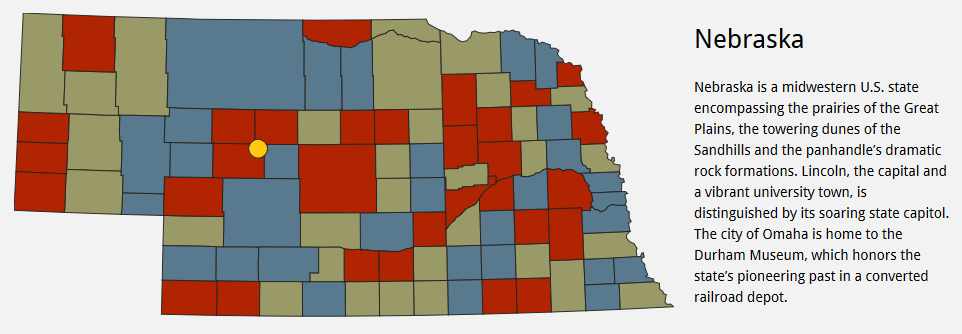 Nebraska
Nebraska is a midwestern U.S. state
encompassing the prairies of the Great
Plains, the towering dunes of the
Sandhills and the panhandle's dramatic
rock formations. Lincoln, the capital and
a vibrant university town, is
distinguished by its soaring state capitol.
The city of Omaha is home to the
Durham Museum, which honors the
state's pioneering past in a converted
railroad depot.